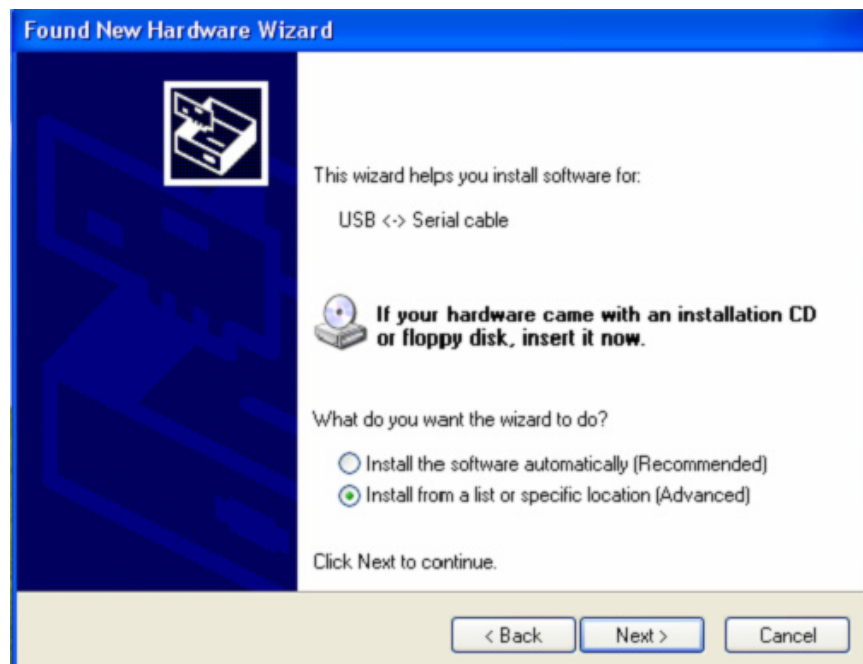 Found New Hardware Wizard
This wizard helps you install software for:
USB <-> Serial cable
If your hardware came with an installation CD
or floppy disk, insert it now.
What do you want the wizard to do?
Install the software automatically (Recommended)
Install from a list or specific location (Advanced)
Click Next to continue.
< Back Next > Cancel